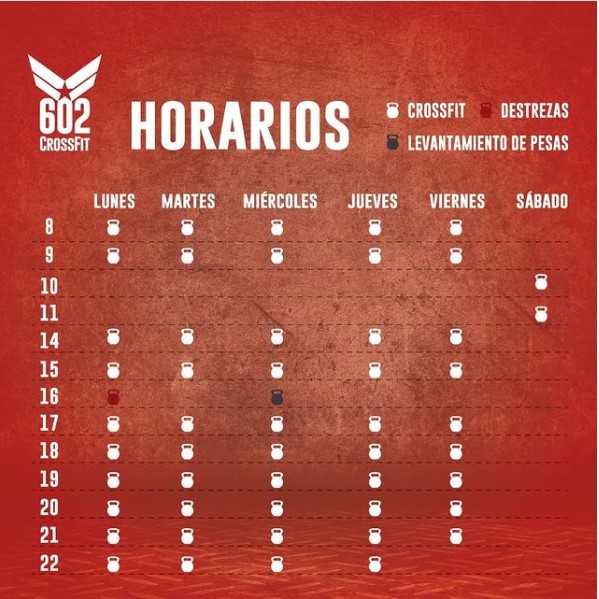 602
CROSSFIT
HORARIOS
CROSSFIT DESTREZAS
LEVANTAMIENTO DE PESAS
LUNES MARTES MIÉRCOLES JUEVES VIERNES SÁBADO
8
9
10
11
14
15
16
17
18
19
20
21
22